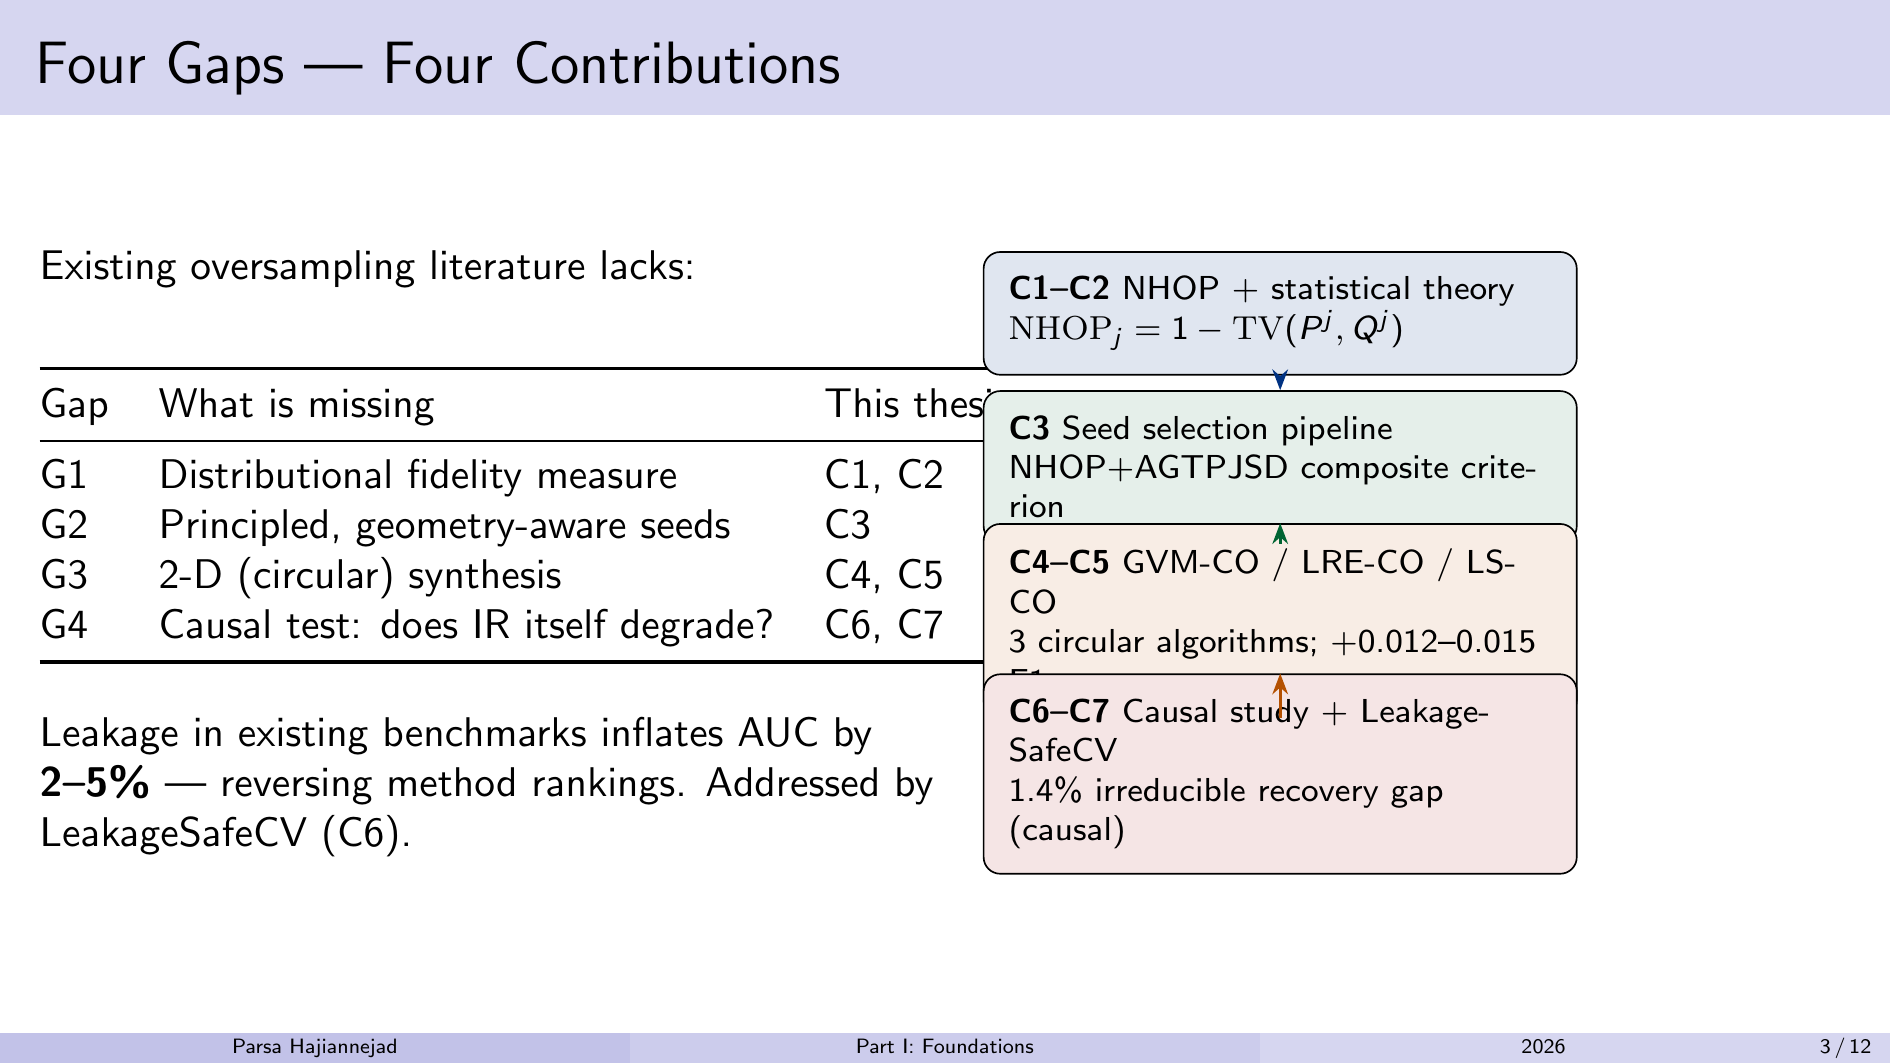 Four Gaps — Four Contributions
Existing oversampling literature lacks:
Gap What is missing This thesi
G1 Distributional fidelity measure C1, C2
G2 Principled, geometry-aware seeds C3
G3 2-D (circular) synthesis C4, C5
G4 Causal test: does IR itself degrade? C6, C7
Leakage in existing benchmarks inflates AUC by
2–5% — reversing method rankings. Addressed by
LeakageSafeCV (C6).
C1–C2 NHOP + statistical theory
NHOP_j = 1 − TV(P^j, Q^j)
C3 Seed selection pipeline
NHOP+AGTPJSD composite crite-
rion
C4–C5 GVM-CO / LRE-CO / LS-
CO
3 circular algorithms; +0.012–0.015
C6–C7 Causal study + Leakage-
SafeCV
1.4% irreducible recovery gap
(causal)
Parsa Hajiannejad Part I: Foundations 2026 3 / 12